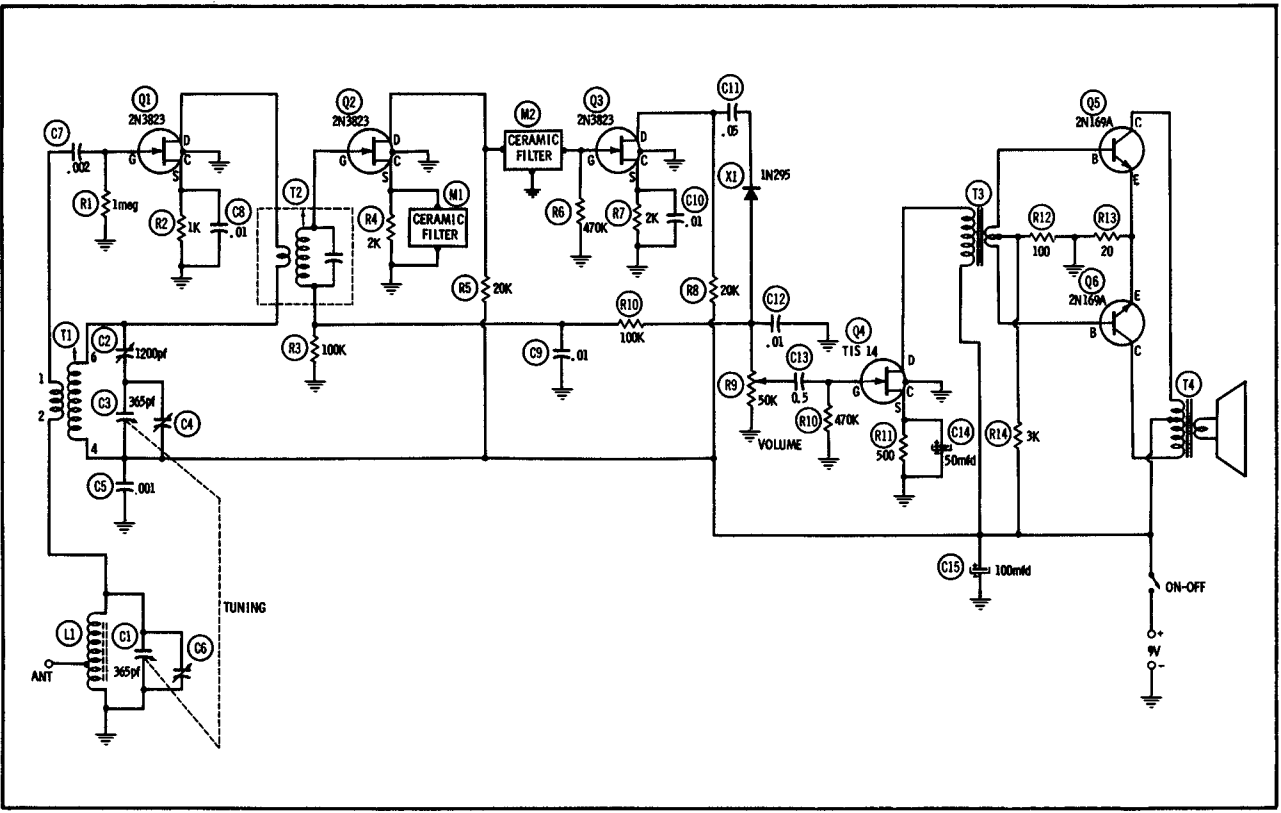 C7
.002
R1
1meg
Q1
2N3823
D
G
C
S
R2
1K
C8
.01
T2
Q2
2N3823
D
G
C
S
R4
2K
M1
CERAMIC
FILTER
R5
20K
M2
CERAMIC
FILTER
R6
470K
Q3
2N3823
D
G
C
S
R7
2K
C10
.01
C11
.05
X1
1N295
R8
20K
R10
100K
C12
.01
C9
.01
R3
100K
T1
6
1
2
4
C2
1200pf
C3
365pf
C4
C5
.001
TUNING
L1
ANT
C1
365pf
C6
R9
50K
VOLUME
C13
0.5
R10
470K
Q4
TIS 14
D
G
C
S
R11
500
C14
50mfd
T3
R12
100
R13
20
Q5
2N169A
C
B
E
Q6
2N169A
E
B
C
R14
3K
T4
C15
100mfd
ON-OFF
+
9V
-